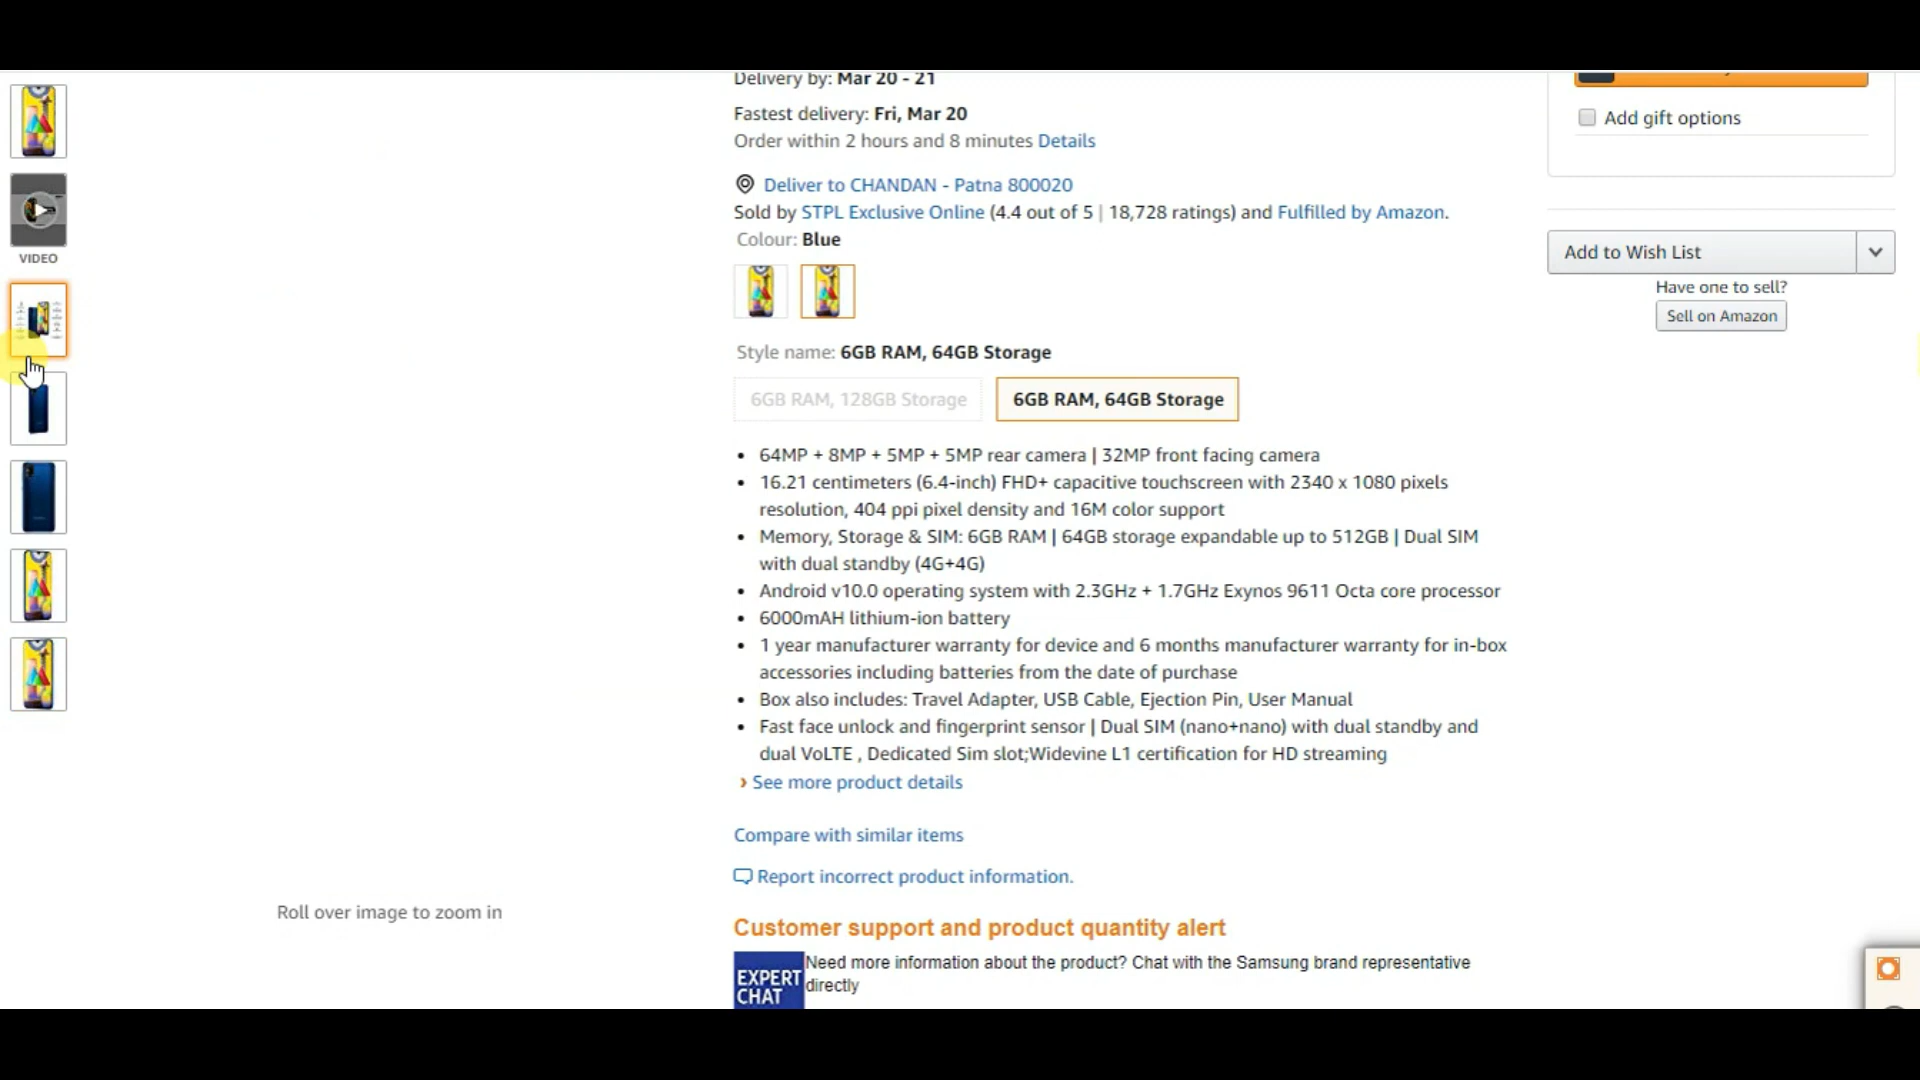 Delivery by: Mar 20 - 21
Fastest delivery: Fri, Mar 20
Order within 2 hours and 8 minutes Details
Deliver to CHANDAN - Patna 800020
Sold by STPL Exclusive Online (4.4 out of 5 | 18,728 ratings) and Fulfilled by Amazon.
Colour: Blue
Style name: 6GB RAM, 64GB Storage
6GB RAM, 128GB Storage
6GB RAM, 64GB Storage
• 64MP + 8MP + 5MP + 5MP rear camera | 32MP front facing camera
• 16.21 centimeters (6.4-inch) FHD+ capacitive touchscreen with 2340 x 1080 pixels
resolution, 404 ppi pixel density and 16M color support
• Memory, Storage & SIM: 6GB RAM | 64GB storage expandable up to 512GB | Dual SIM
with dual standby (4G+4G)
• Android v10.0 operating system with 2.3GHz + 1.7GHz Exynos 9611 Octa core processor
• 6000mAH lithium-ion battery
• 1 year manufacturer warranty for device and 6 months manufacturer warranty for in-box
accessories including batteries from the date of purchase
• Box also includes: Travel Adapter, USB Cable, Ejection Pin, User Manual
• Fast face unlock and fingerprint sensor | Dual SIM (nano+nano) with dual standby and
dual VoLTE , Dedicated Sim slot;Widevine L1 certification for HD streaming
› See more product details
Compare with similar items
Report incorrect product information.
Customer support and product quantity alert
EXPERT
CHAT
Need more information about the product? Chat with the Samsung brand representative
directly
VIDEO
Roll over image to zoom in
Add gift options
Add to Wish List
Have one to sell?
Sell on Amazon